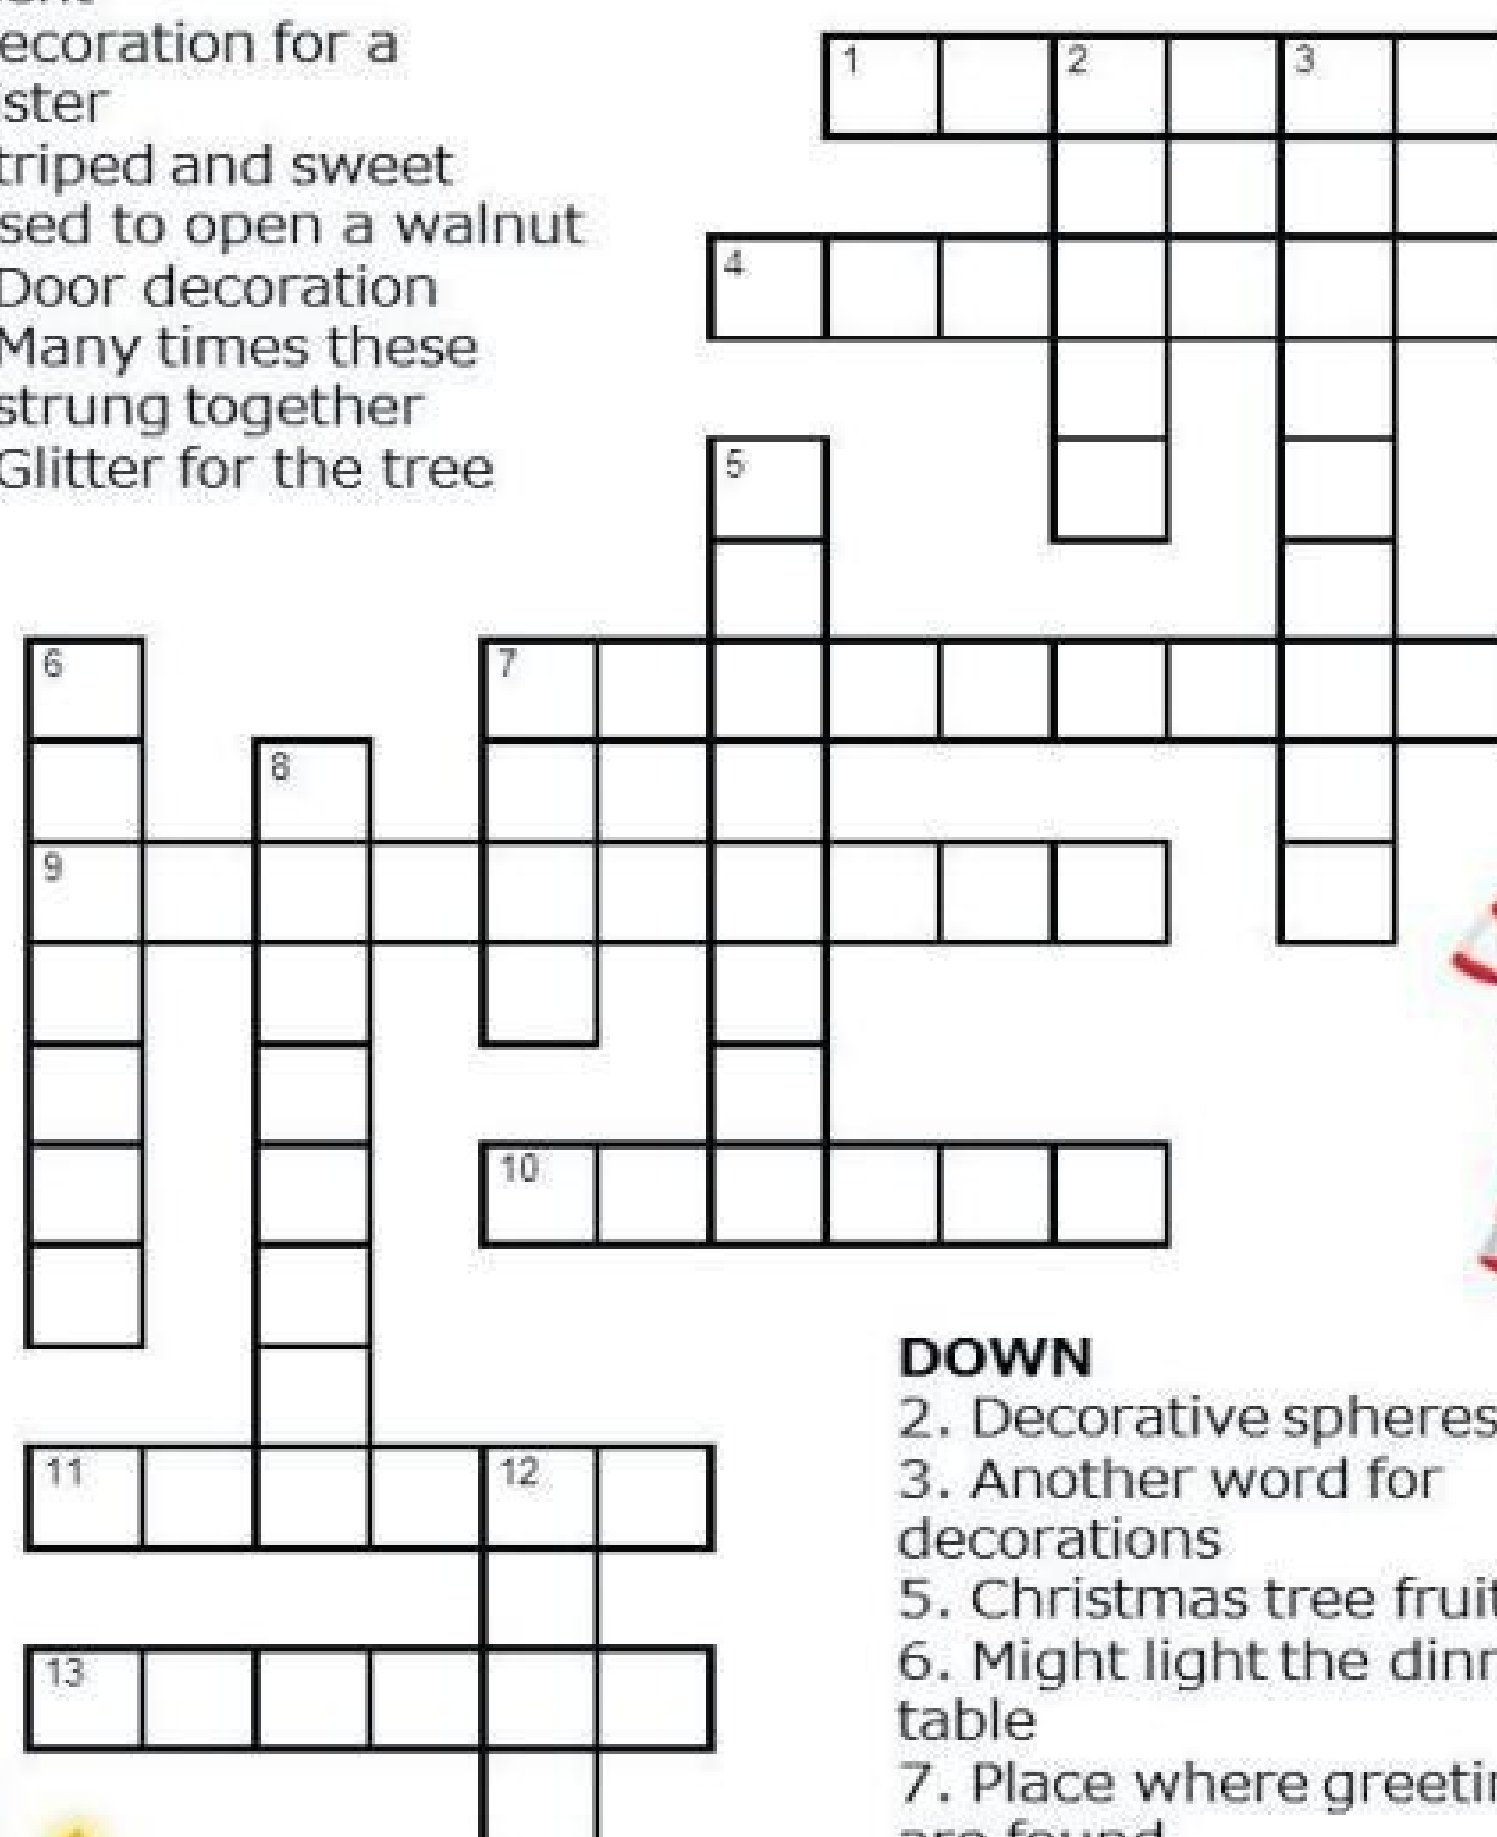 ecoration for a
ster
triped and sweet
sed to open a walnut
Door decoration
Many times these
strung together
Glitter for the tree
1 2 3
4
5
6 7
8
9
10
11 12
13
DOWN
2. Decorative spheres
3. Another word for
decorations
5. Christmas tree fruit
6. Might light the dinn
table
7. Place where greetin
are found